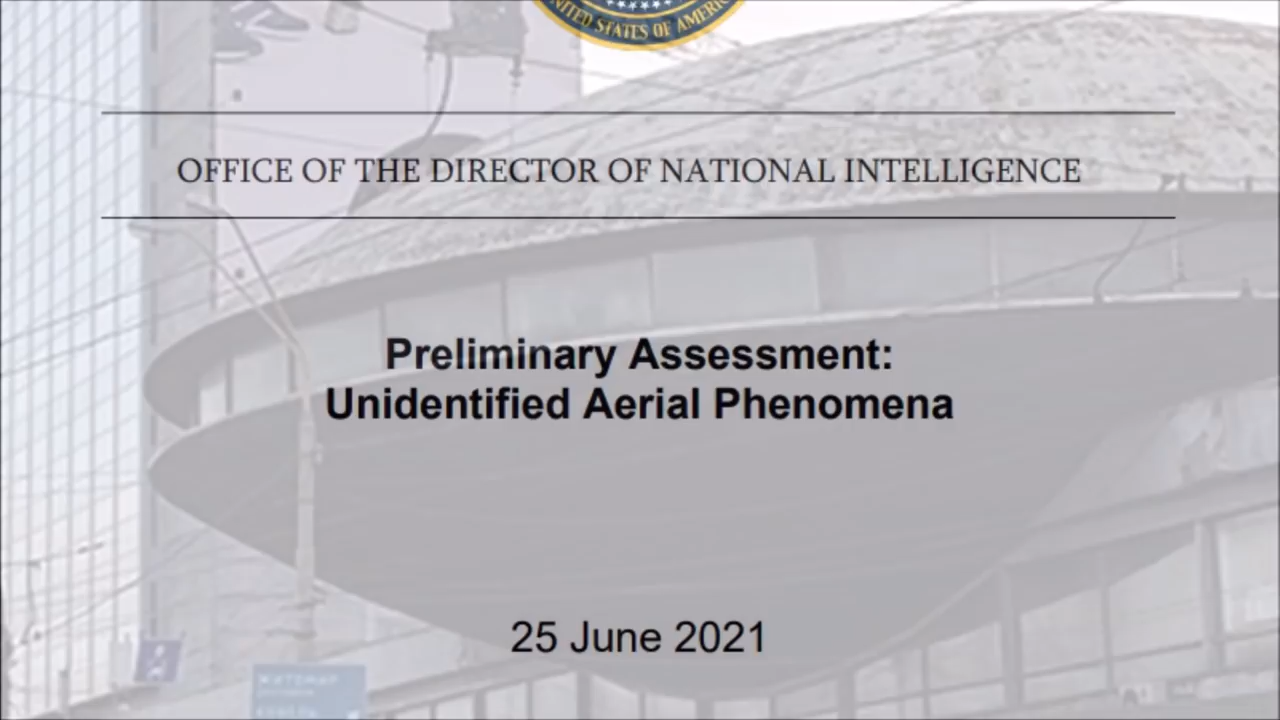 UNITED STATES OF AMERICA
OFFICE OF THE DIRECTOR OF NATIONAL INTELLIGENCE
Preliminary Assessment:
Unidentified Aerial Phenomena
25 June 2021
ЖИТОМИР